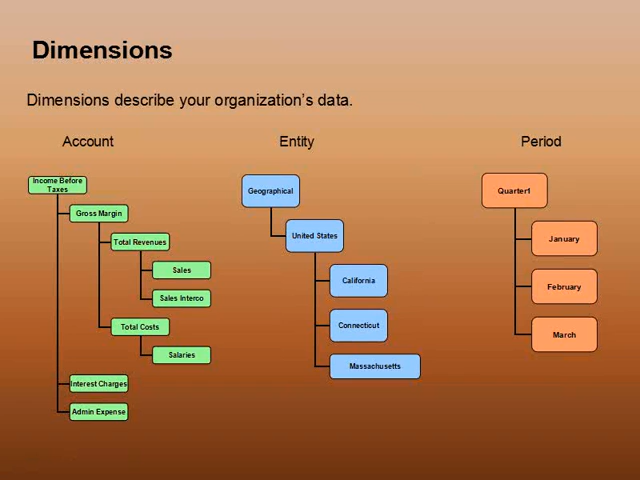 Dimensions
Dimensions describe your organization's data.
Account
Entity
Period
Income Before
Taxes
Gross Margin
Total Revenues
Sales
Sales Interco
Total Costs
Salaries
Interest Charges
Admin Expense
Geographical
United States
California
Connecticut
Massachusetts
Quarter1
January
February
March